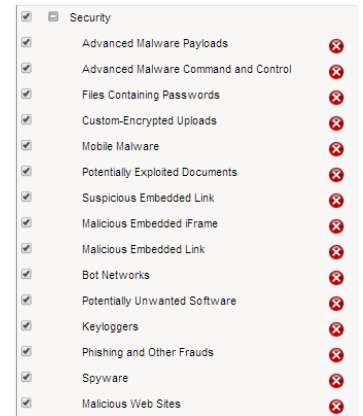 Security
Advanced Malware Payloads
Advanced Malware Command and Control
Files Containing Passwords
Custom-Encrypted Uploads
Mobile Malware
Potentially Exploited Documents
Suspicious Embedded Link
Malicious Embedded iFrame
Malicious Embedded Link
Bot Networks
Potentially Unwanted Software
Keyloggers
Phishing and Other Frauds
Spyware
Malicious Web Sites